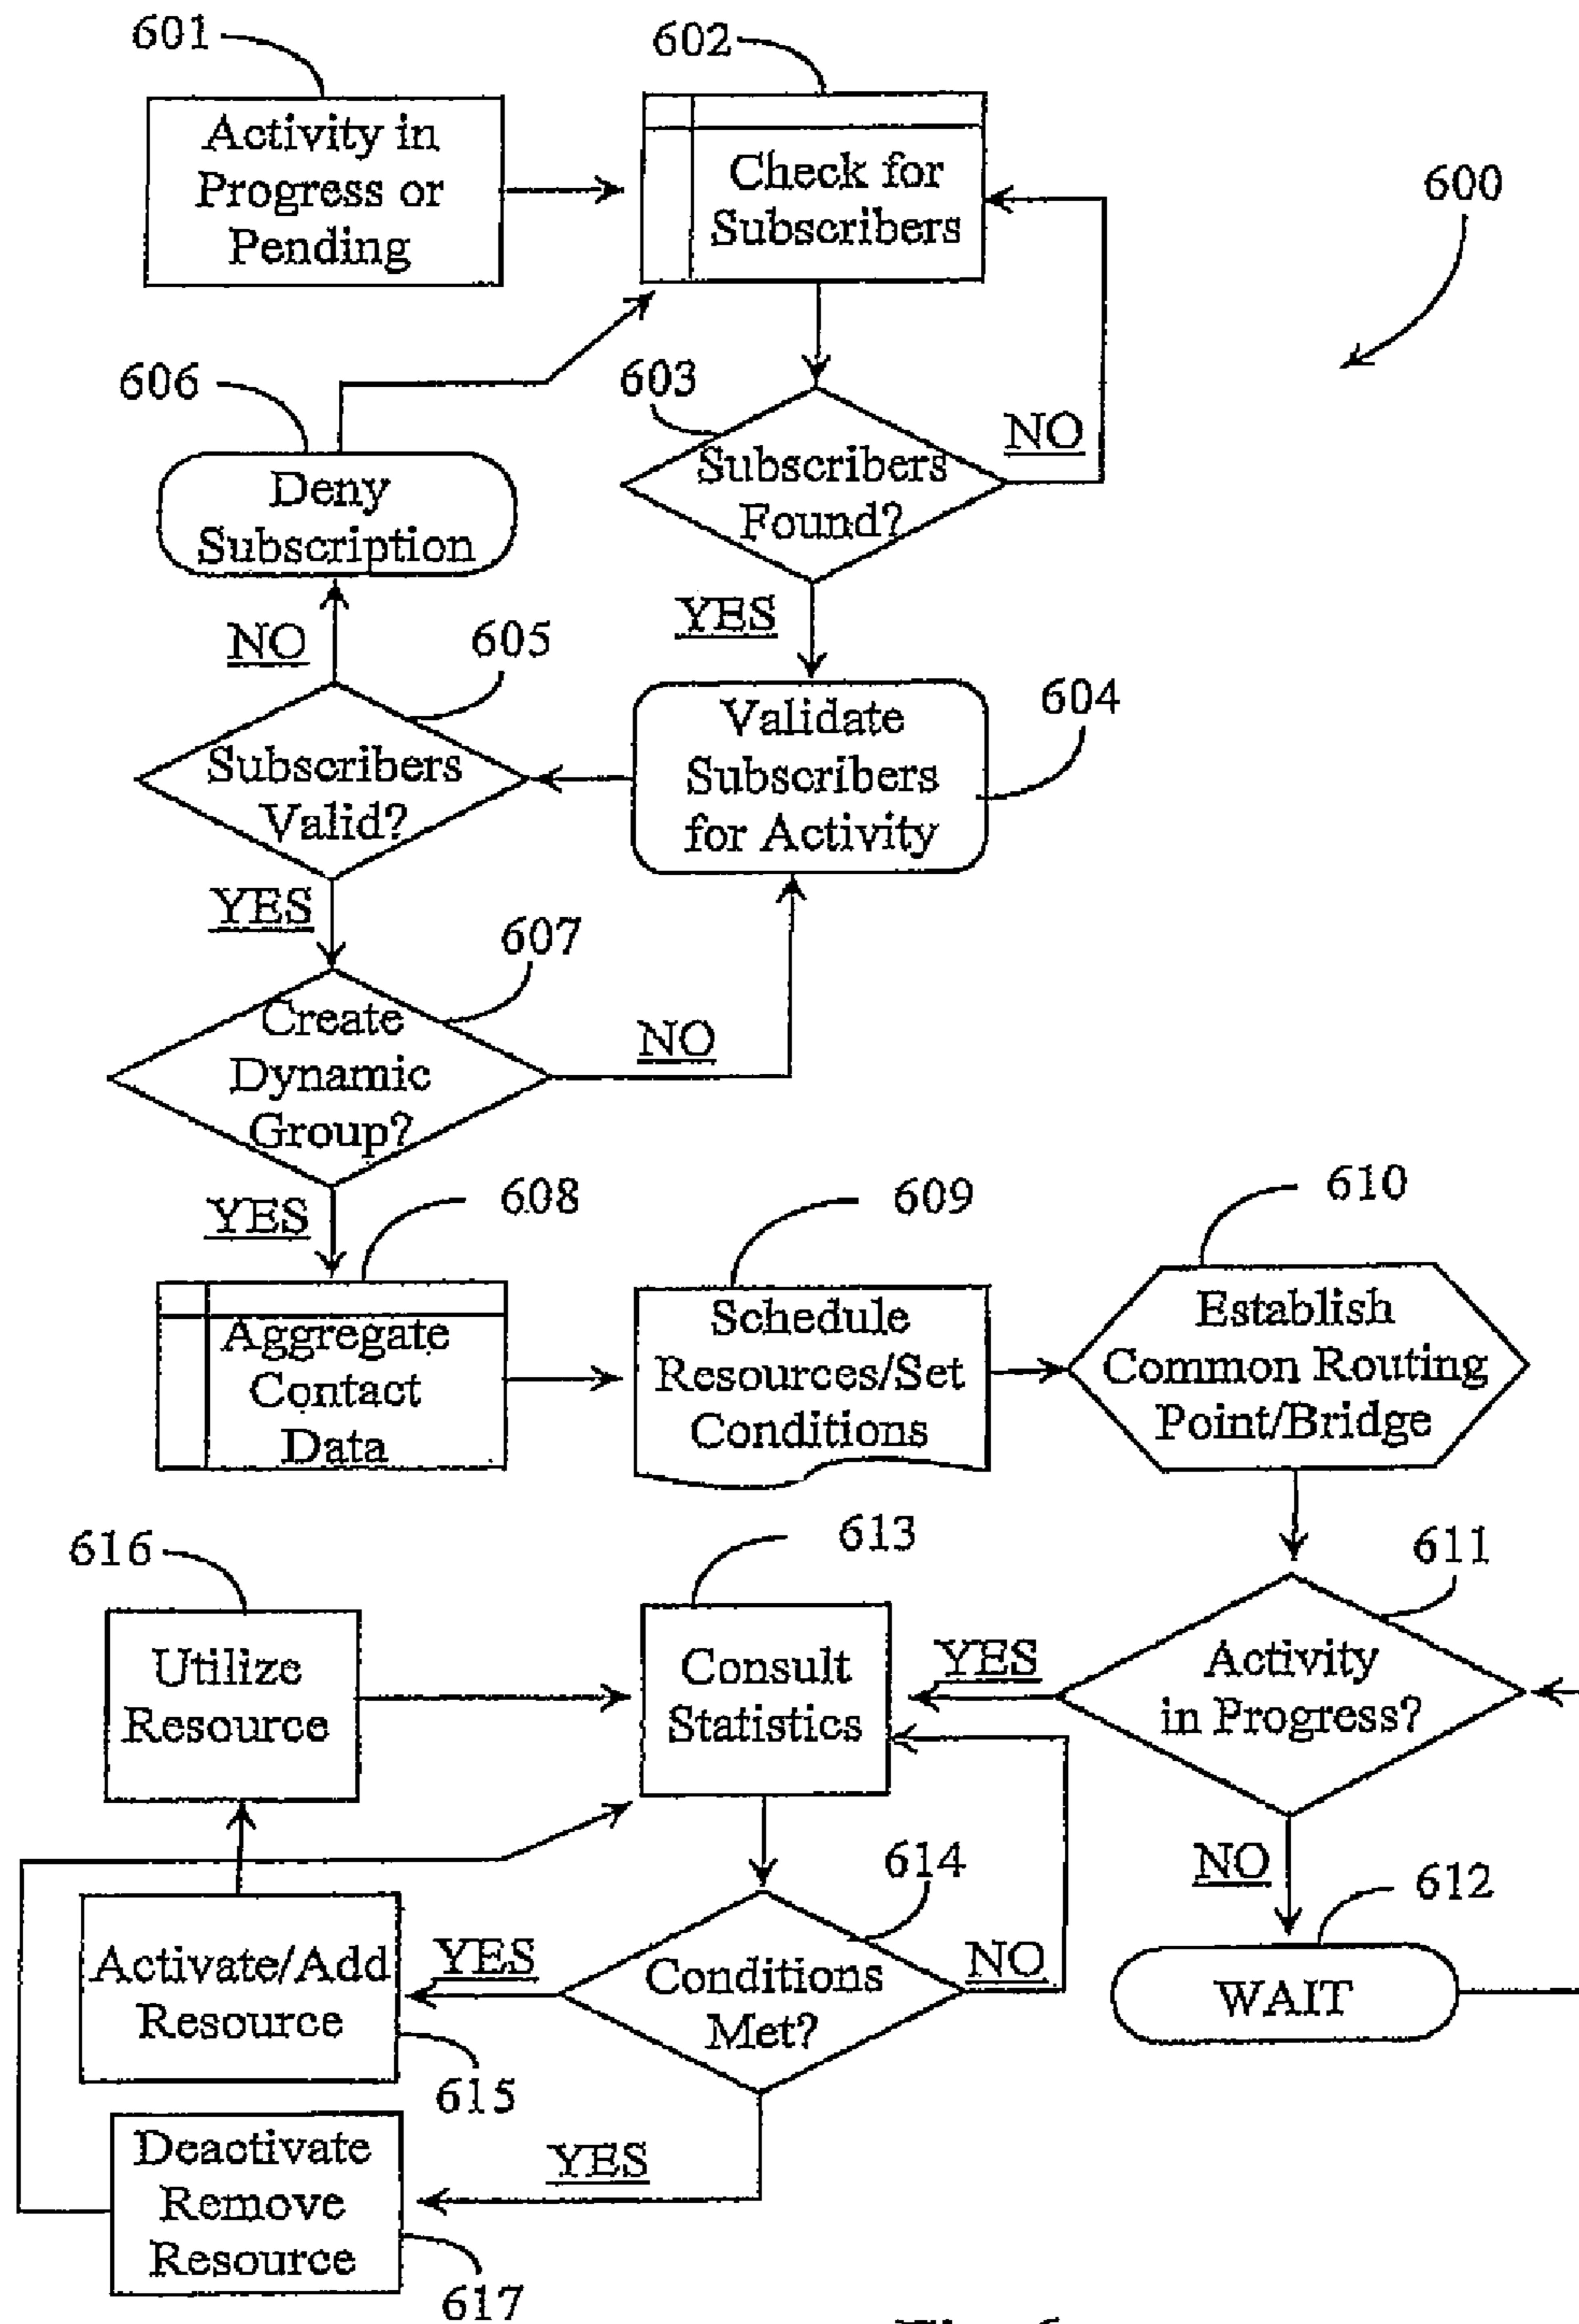 601
602
Activity in
Progress or
Pending
Check for
Subscribers
600
606
603
Deny
Subscription
Subscribers
Found?
NO
YES
NO
605
604
Subscribers
Valid?
Validate
Subscribers
for Activity
YES
607
Create
Dynamic
Group?
NO
YES
608
609
610
Aggregate
Contact
Data
Schedule
Resources/Set
Conditions
Establish
Common Routing
Point/Bridge
616
613
611
Utilize
Resource
Consult
Statistics
YES
Activity
in Progress?
614
NO
612
Activate/Add
Resource
YES
Conditions
Met?
NO
WAIT
615
Deactivate
Remove
Resource
YES
617